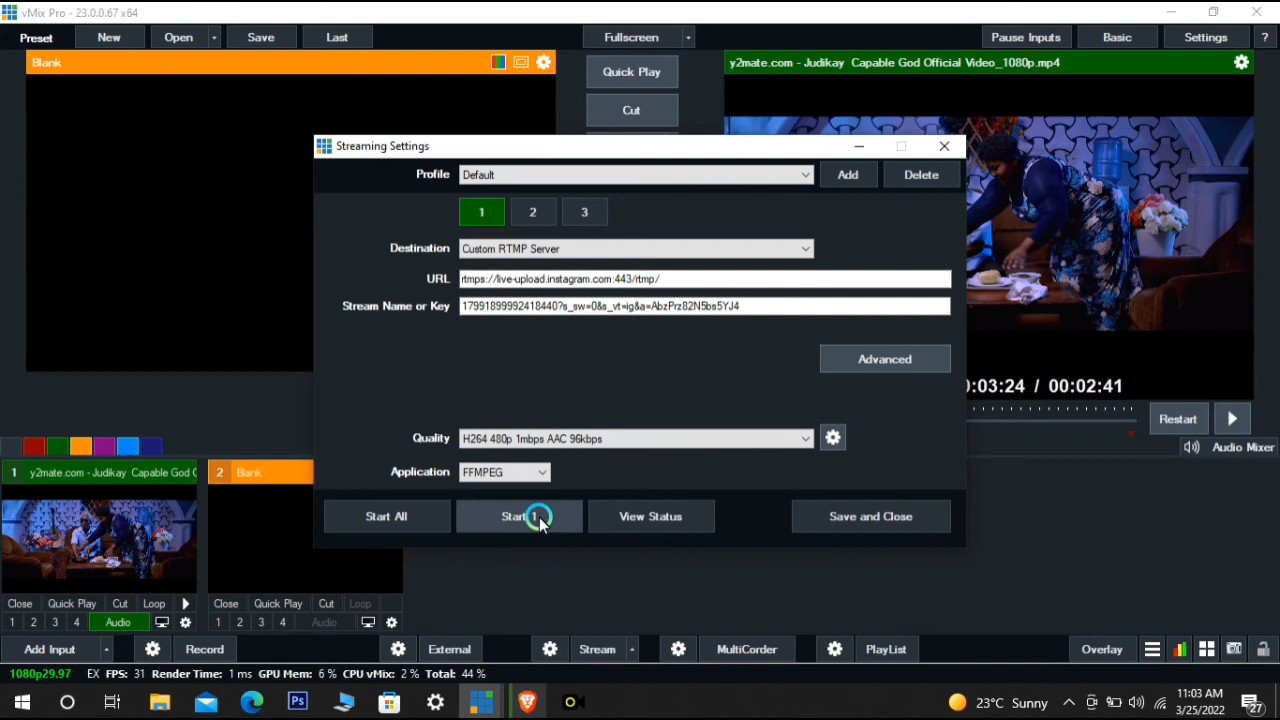 vMix Pro - 23.0.0.67 x64
Preset New Open Save Last Fullscreen Pause Inputs Basic Settings ?
Blank
Quick Play
Cut
y2mate.com - Judikay Capable God Official Video_1080p.mp4
Streaming Settings
Profile Default Add Delete
1 2 3
Destination Custom RTMP Server
URL rtmps://live-upload.instagram.com:443/rtmp/
Stream Name or Key 17991899992418440?s_sw=0&s_vt=ig&a=AbzPrz82N5bs5YJ4
Advanced
Quality H264 480p 1mbps AAC 96kbps
Application FFMPEG
Start All Start 1 View Status Save and Close
:03:24 / 00:02:41
Restart
Audio Mixer
1 y2mate.com - Judikay Capable God
2 Blank
Close Quick Play Cut Loop
1 2 3 4 Audio
Close Quick Play Cut Loop
1 2 3 4 Audio
Add Input Record External Stream MultiCorder PlayList Overlay
1080p29.97 EX FPS: 31 Render Time: 1 ms GPU Mem: 6 % CPU vMix: 2 % Total: 44 %
Ps
23°C Sunny
11:03 AM
3/25/2022
27